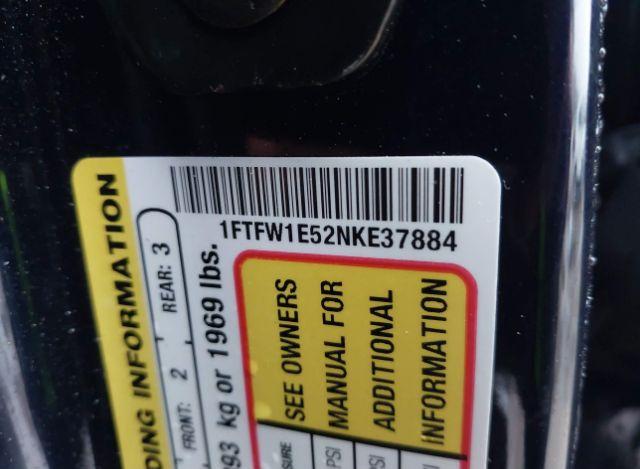 1FTFW1E52NKE37884
DING INFORMATION
FRONT: 2 REAR: 3
93 kg or 1969 lbs.
SURE SEE OWNERS
PSI MANUAL FOR
PSI ADDITIONAL
INFORMATION